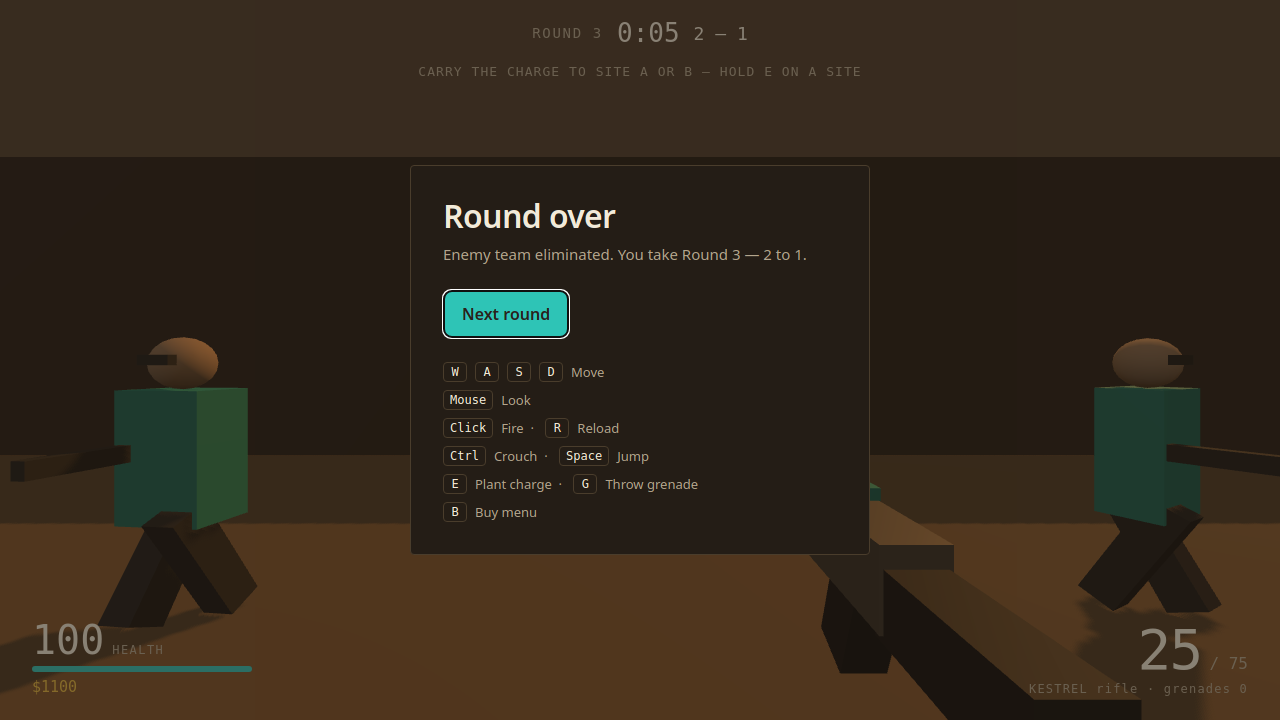 ROUND 3 0:05 2 – 1
CARRY THE CHARGE TO SITE A OR B — HOLD E ON A SITE
Round over
Enemy team eliminated. You take Round 3 — 2 to 1.
Next round
W A S D Move
Mouse Look
Click Fire · R Reload
Ctrl Crouch · Space Jump
E Plant charge · G Throw grenade
B Buy menu
100 HEALTH
$1100
25 / 75
KESTREL rifle · grenades 0